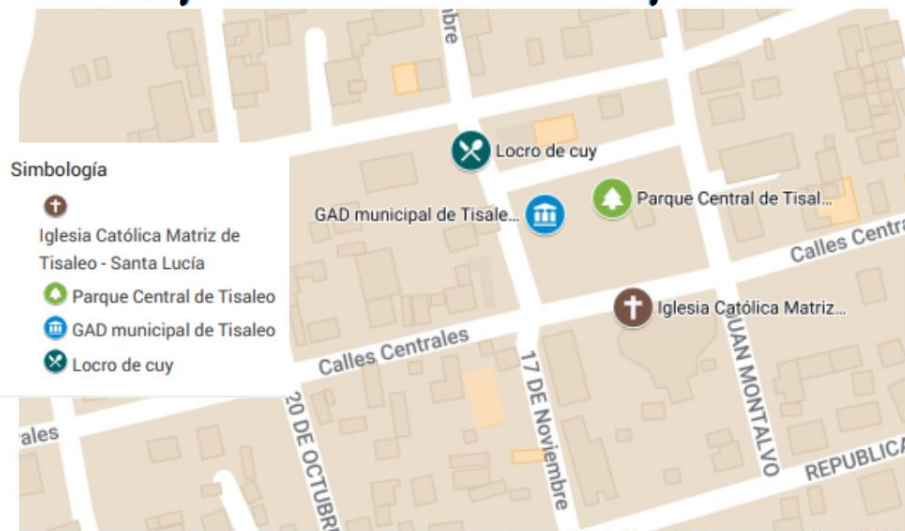 bre
Locro de cuy
Simbología
GAD municipal de Tisale...
Parque Central de Tisal...
Iglesia Católica Matriz de
Tisaleo - Santa Lucía
Calles Centra
Parque Central de Tisaleo
Iglesia Católica Matriz...
GAD municipal de Tisaleo
Locro de cuy
Calles Centrales
17 DE Noviembre
JUAN MONTALVO
20 DE OCTUBR
ales
REPUBLICA